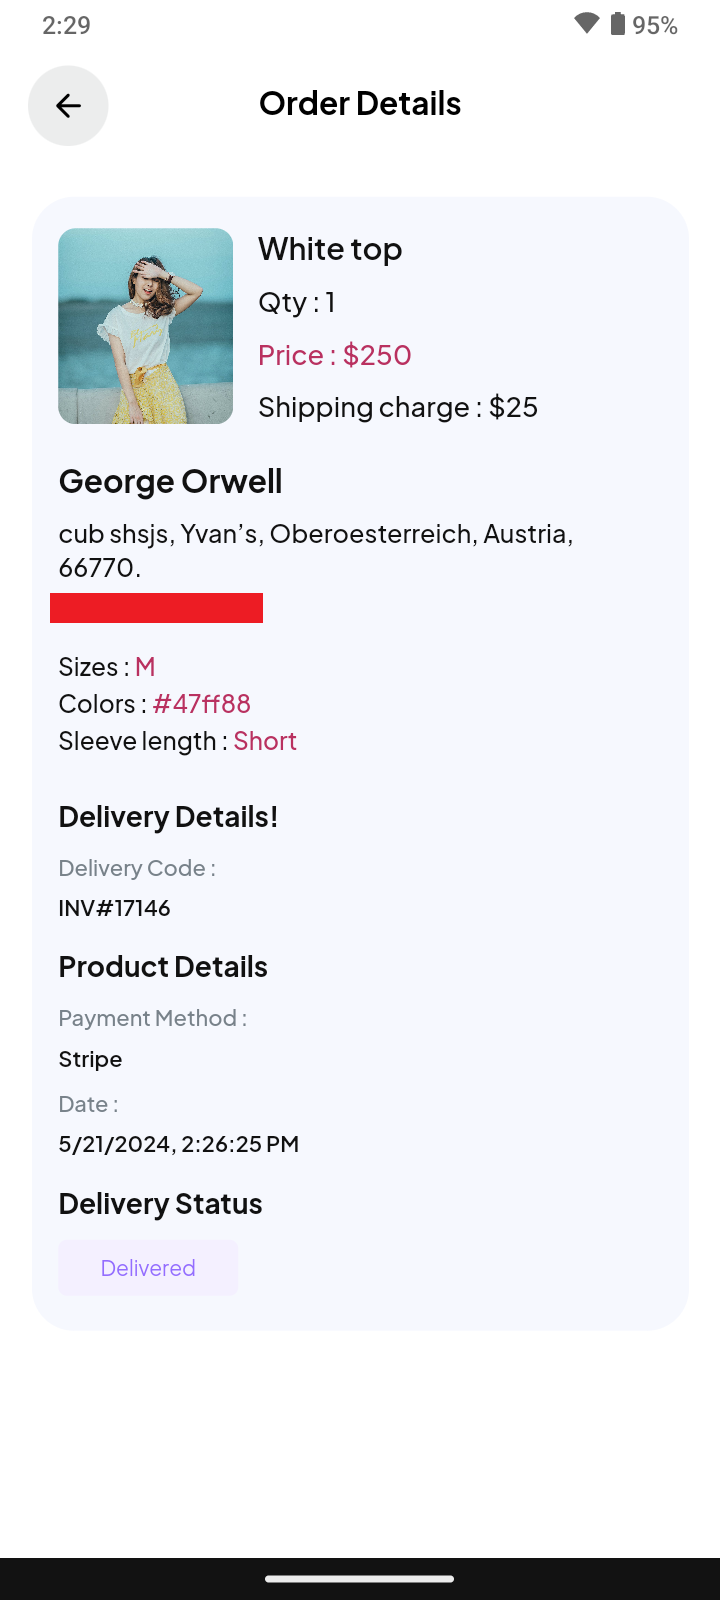 2:29
95%
Order Details
White top
Qty : 1
Price : $250
Shipping charge : $25
George Orwell
cub shsjs, Yvan’s, Oberoesterreich, Austria,
66770.
Sizes : M
Colors : #47ff88
Sleeve length : Short
Delivery Details!
Delivery Code :
INV#17146
Product Details
Payment Method :
Stripe
Date :
5/21/2024, 2:26:25 PM
Delivery Status
Delivered